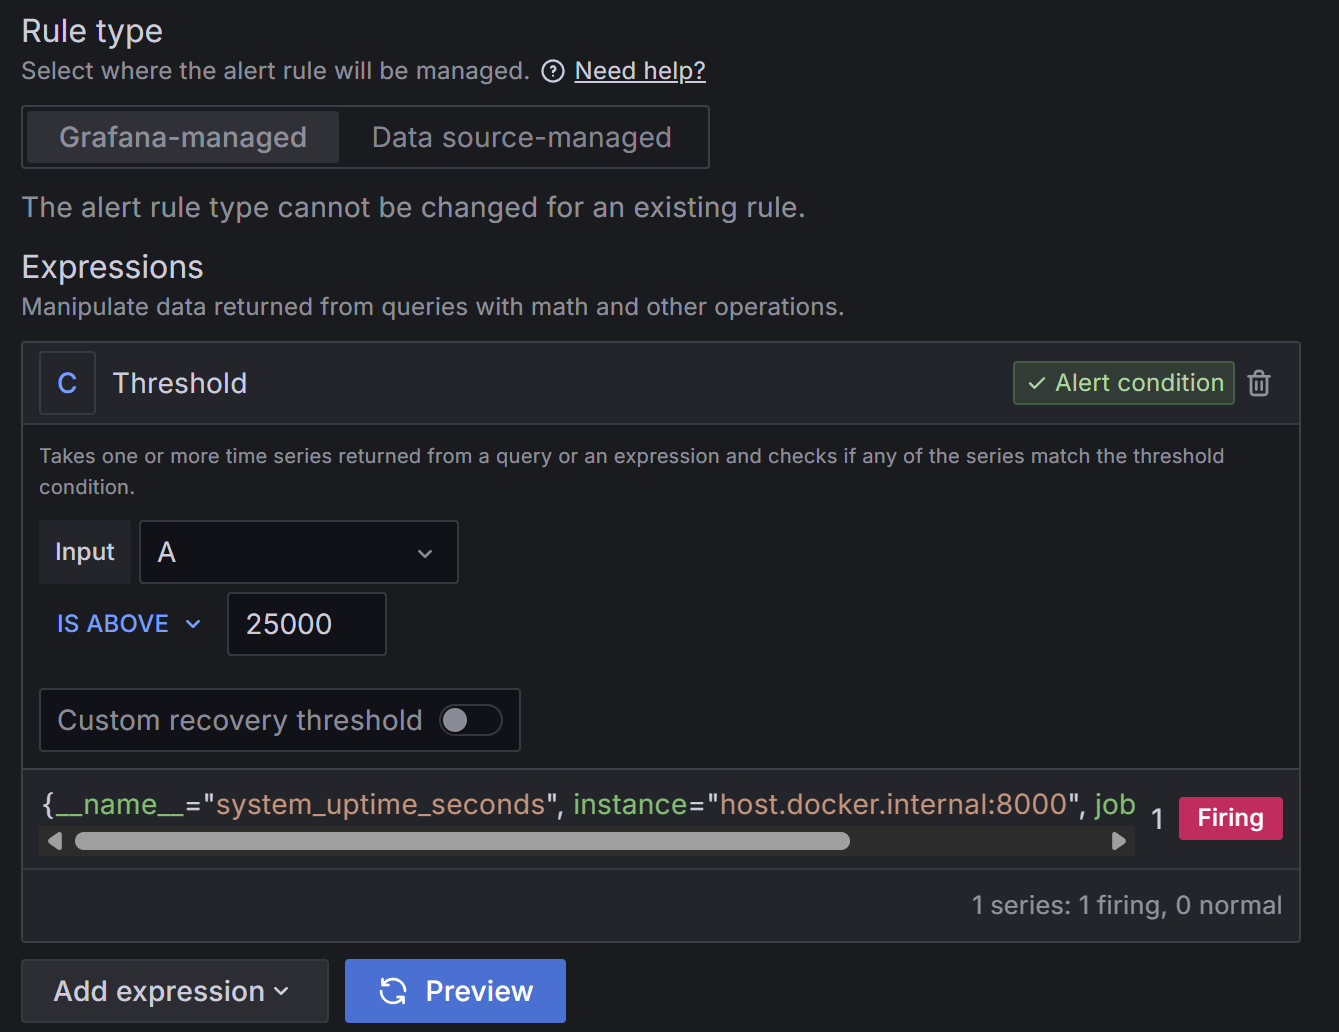 Rule type
Select where the alert rule will be managed. Need help?
Grafana-managed Data source-managed
The alert rule type cannot be changed for an existing rule.
Expressions
Manipulate data returned from queries with math and other operations.
C Threshold Alert condition
Takes one or more time series returned from a query or an expression and checks if any of the series match the threshold
condition.
Input A
IS ABOVE 25000
Custom recovery threshold
{__name__="system_uptime_seconds", instance="host.docker.internal:8000", job 1 Firing
1 series: 1 firing, 0 normal
Add expression Preview